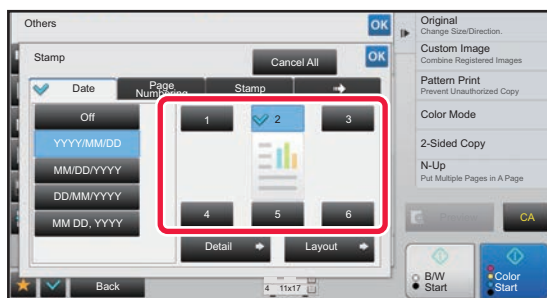 Others
OK
Stamp
Cancel All
OK
Date
Page
Numbering
Stamp
Off
YYYY/MM/DD
MM/DD/YYYY
DD/MM/YYYY
MM DD, YYYY
1
2
3
4
5
6
Detail
Layout
Back
4 11x17
Original
Change Size/Direction.
Custom Image
Combine Registered Images
Pattern Print
Prevent Unauthorized Copy
Color Mode
2-Sided Copy
N-Up
Put Multiple Pages in A Page
CA
B/W
Start
Color
Start